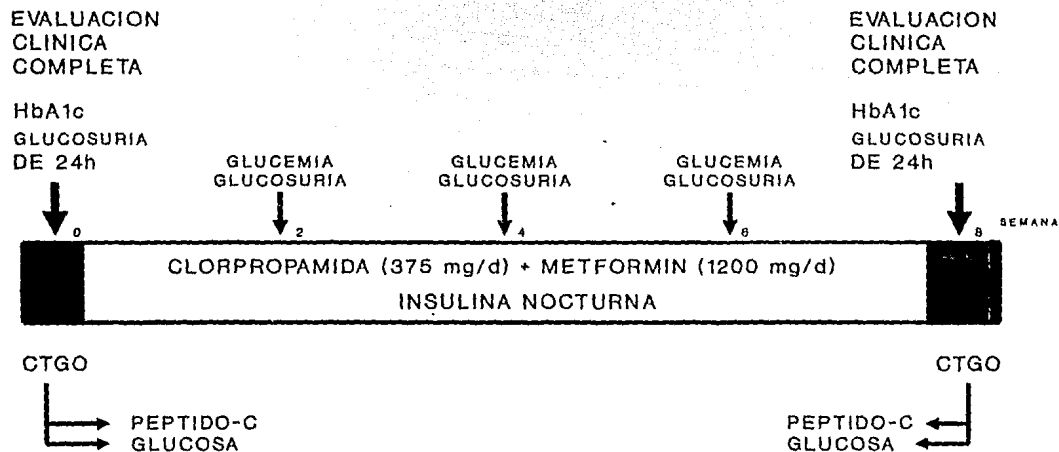 EVALUACION
CLINICA
COMPLETA
HbA1c
GLUCOSURIA
DE 24h
GLUCEMIA
GLUCOSURIA
GLUCEMIA
GLUCOSURIA
GLUCEMIA
GLUCOSURIA
EVALUACION
CLINICA
COMPLETA
HbA1c
GLUCOSURIA
DE 24h
0
2
4
6
8
SEMANA
CLORPROPAMIDA (375 mg/d) + METFORMIN (1200 mg/d)
INSULINA NOCTURNA
CTGO
PEPTIDO-C
GLUCOSA
CTGO
PEPTIDO-C
GLUCOSA